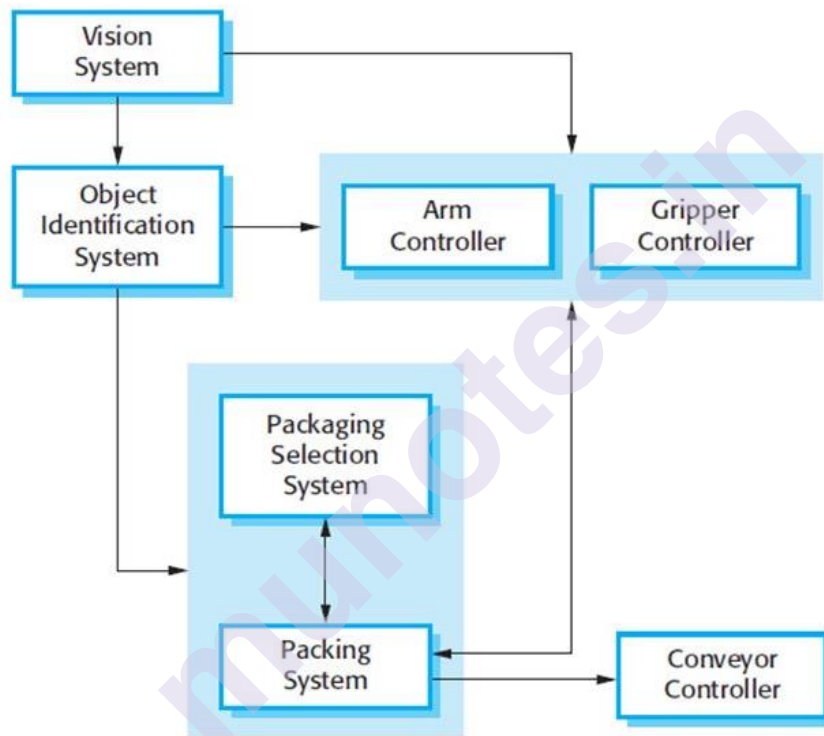 Vision
System
Object
Identification
System
Arm
Controller
Gripper
Controller
Packaging
Selection
System
Packing
System
Conveyor
Controller
munotes.in